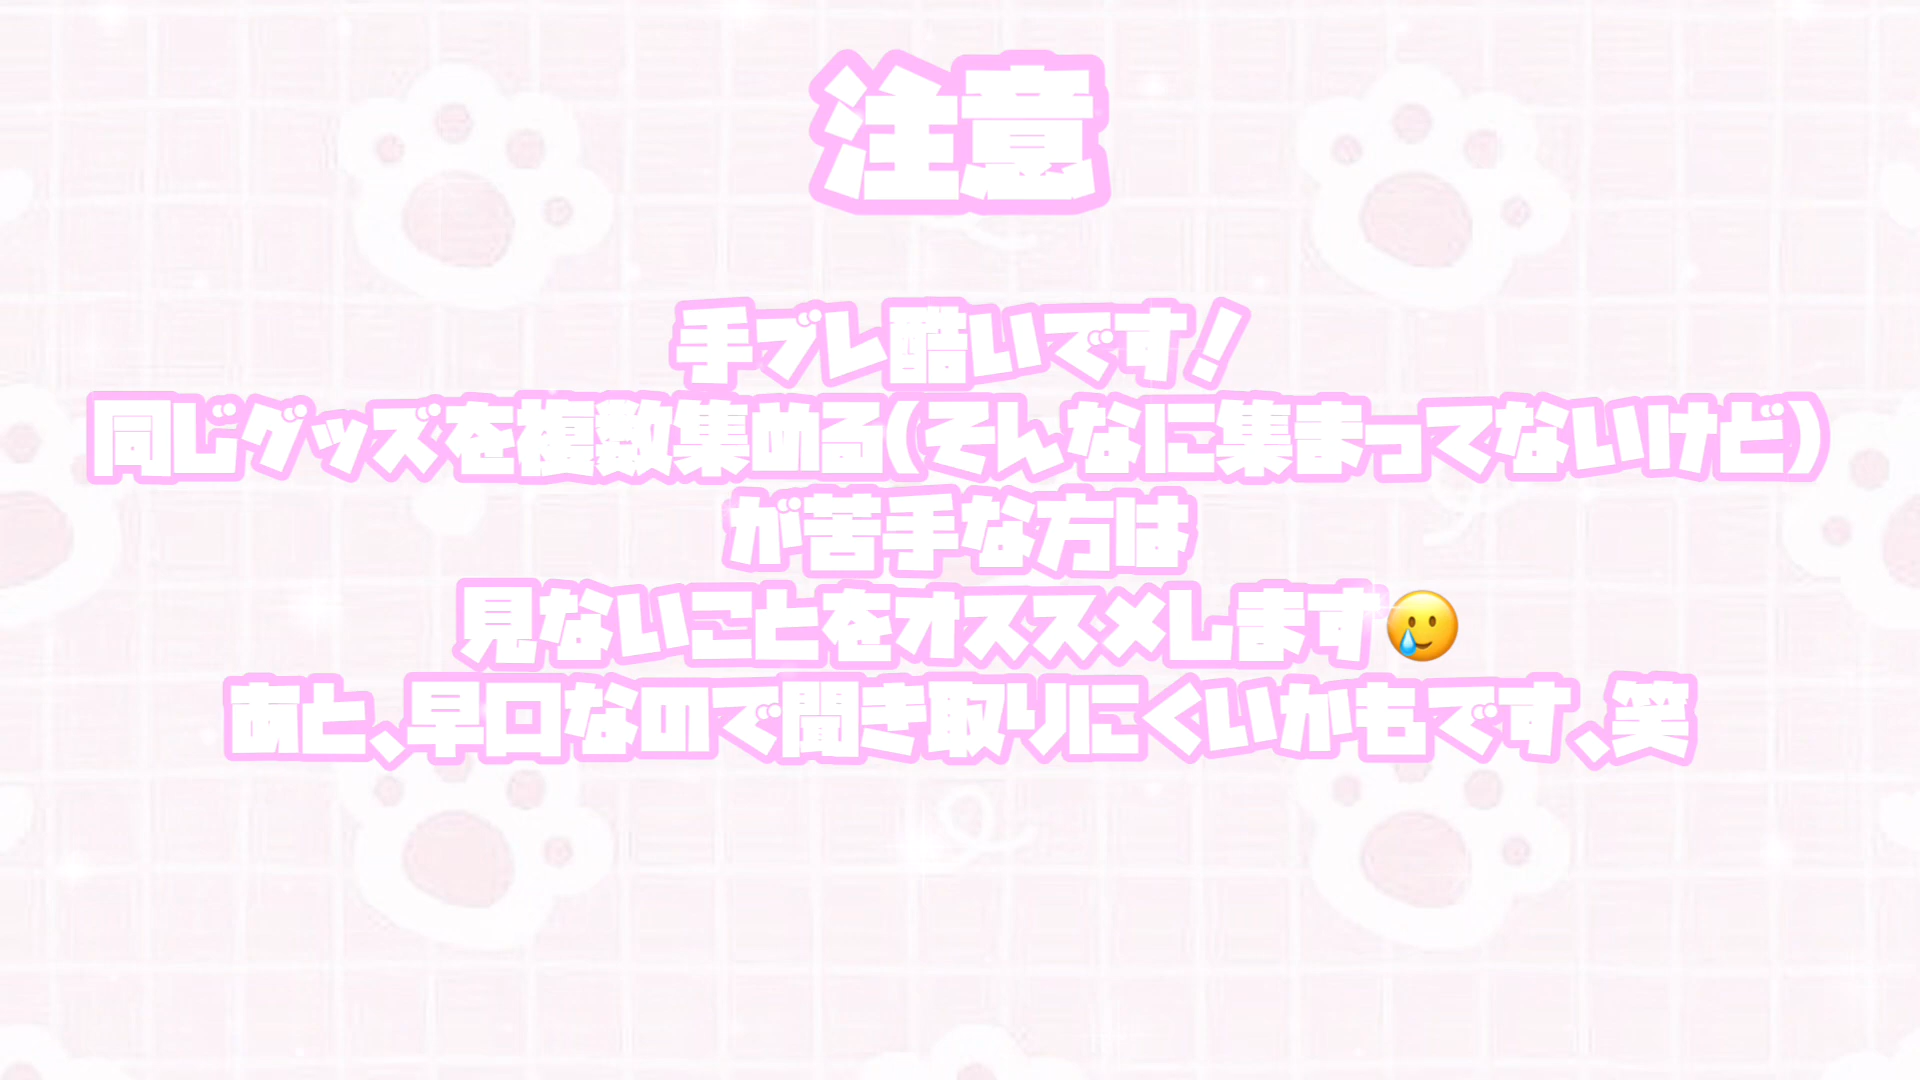 注意
手ブレ酷いです!
同じグッズを複数集める(そんなに集まってないけど)
が苦手な方は
見ないことをオススメします🥲
あと、早口なので聞き取りにくいかもです、笑